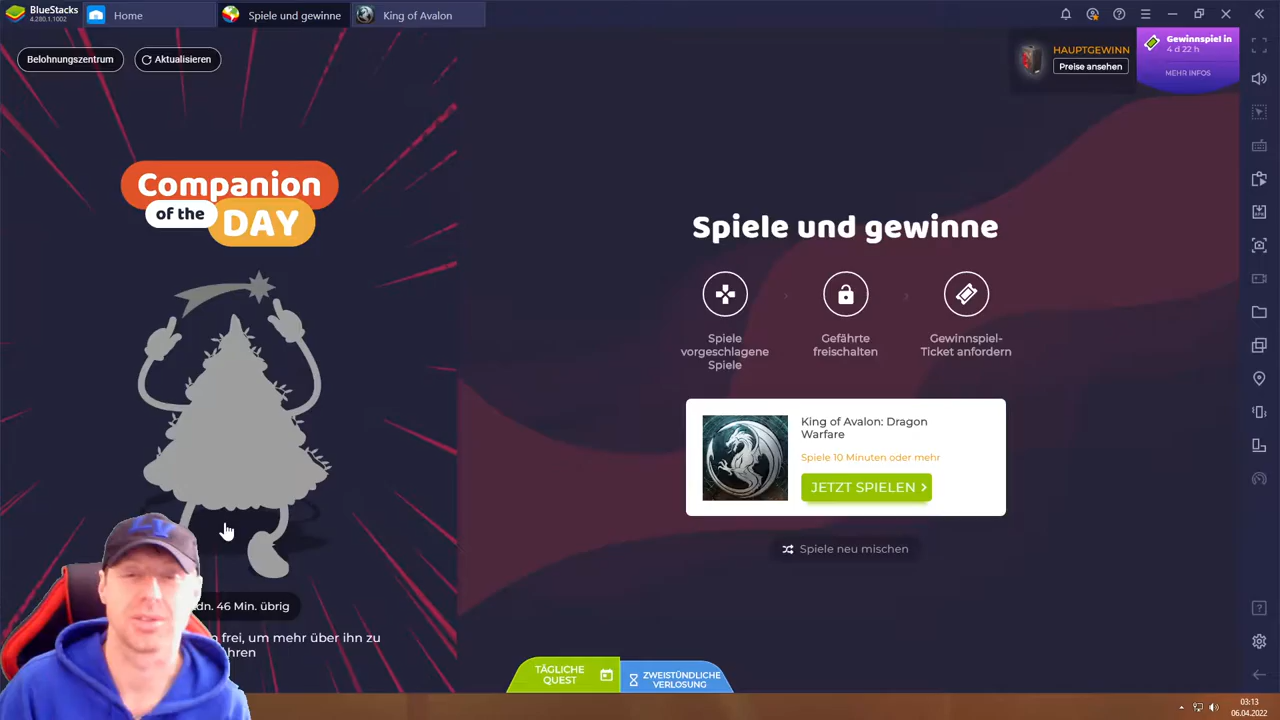 BlueStacks
4.280.1.1002
Home
Spiele und gewinne
King of Avalon
Belohnungszentrum
Aktualisieren
HAUPTGEWINN
Preise ansehen
Gewinnspiel in
4 d 22 h
MEHR INFOS
Companion
of the
DAY
Spiele und gewinne
Spiele
vorgeschlagene
Spiele
Gefährte
freischalten
Gewinnspiel-
Ticket anfordern
King of Avalon: Dragon
Warfare
Spiele 10 Minuten oder mehr
JETZT SPIELEN
Spiele neu mischen
46 Min. übrig
frei, um mehr über ihn zu
TÄGLICHE
QUEST
ZWEISTÜNDLICHE
VERLOSUNG
03:13
06.04.2022